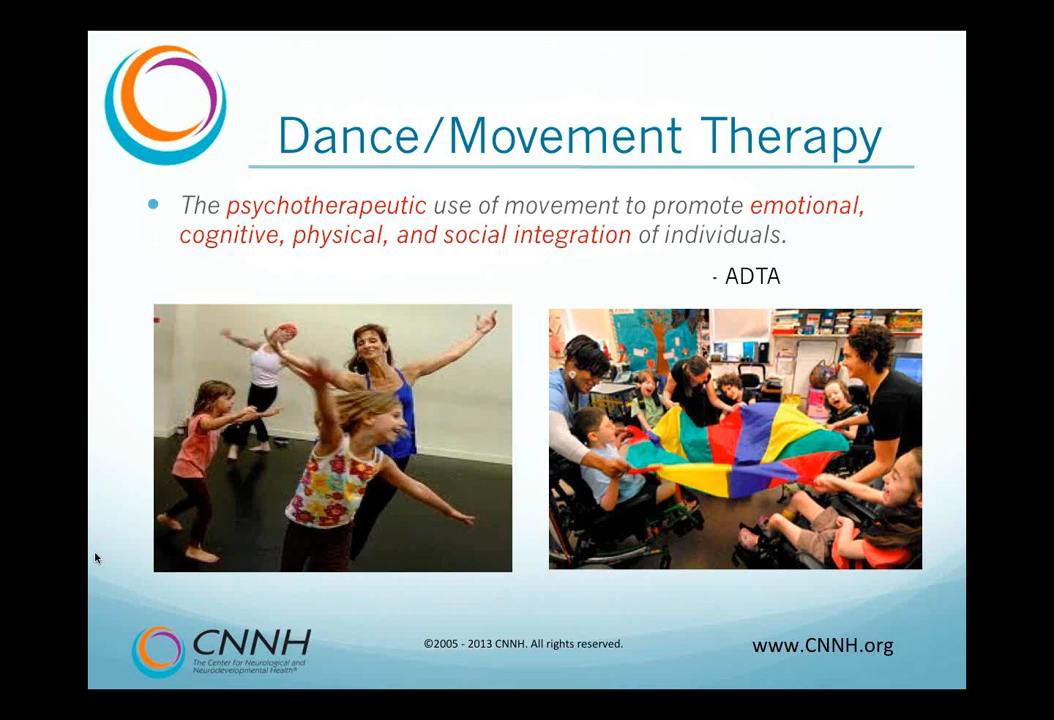 Dance/Movement Therapy
The psychotherapeutic use of movement to promote emotional,
cognitive, physical, and social integration of individuals.
- ADTA
CNNH
The Center for Neurological and
Neurodevelopmental Health®
©2005 - 2013 CNNH. All rights reserved.
www.CNNH.org